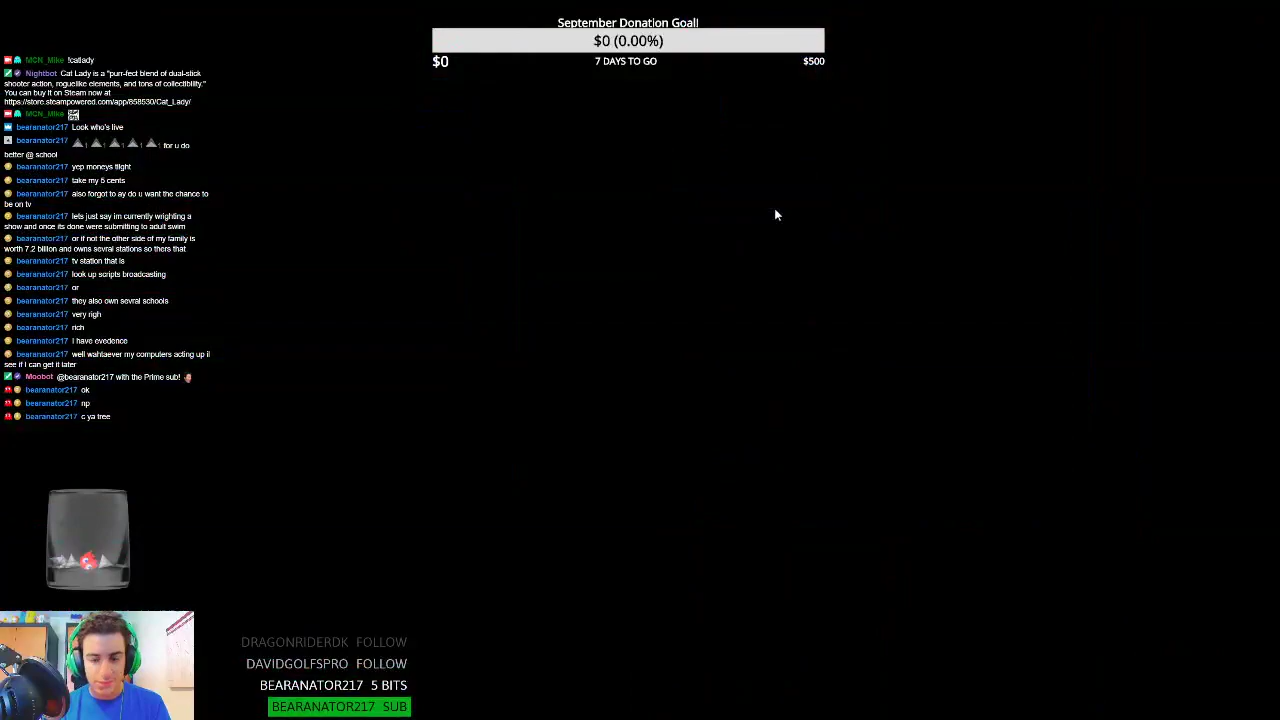 September Donation Goal!
$0 (0.00%)
$0 7 DAYS TO GO $500
MCN_Mike !catlady
Nightbot Cat Lady is a "purr-fect blend of dual-stick
shooter action, roguelike elements, and tons of collectibility."
You can buy it on Steam now at
https://store.steampowered.com/app/858530/Cat_Lady/
MCN_Mike
bearanator217 Look who's live
bearanator217 1 1 1 1 1 for u do
better @ school
bearanator217 yep moneys tilght
bearanator217 take my 5 cents
bearanator217 also forgot to ay do u want the chance to
be on tv
bearanator217 lets just say im currently wrighting a
show and once its done were submitting to adult swim
bearanator217 or if not the other side of my family is
worth 7.2 billion and owns sevral stations so thers that
bearanator217 tv station that is
bearanator217 look up scripts broadcasting
bearanator217 or
bearanator217 they also own sevral schools
bearanator217 very righ
bearanator217 rich
bearanator217 I have evedence
bearanator217 well wahtaever my computers acting up il
see if I can get it later
Moobot @bearanator217 with the Prime sub!
bearanator217 ok
bearanator217 np
bearanator217 c ya tree
DRAGONRIDERDK FOLLOW
DAVIDGOLFSPRO FOLLOW
BEARANATOR217 5 BITS
BEARANATOR217 SUB